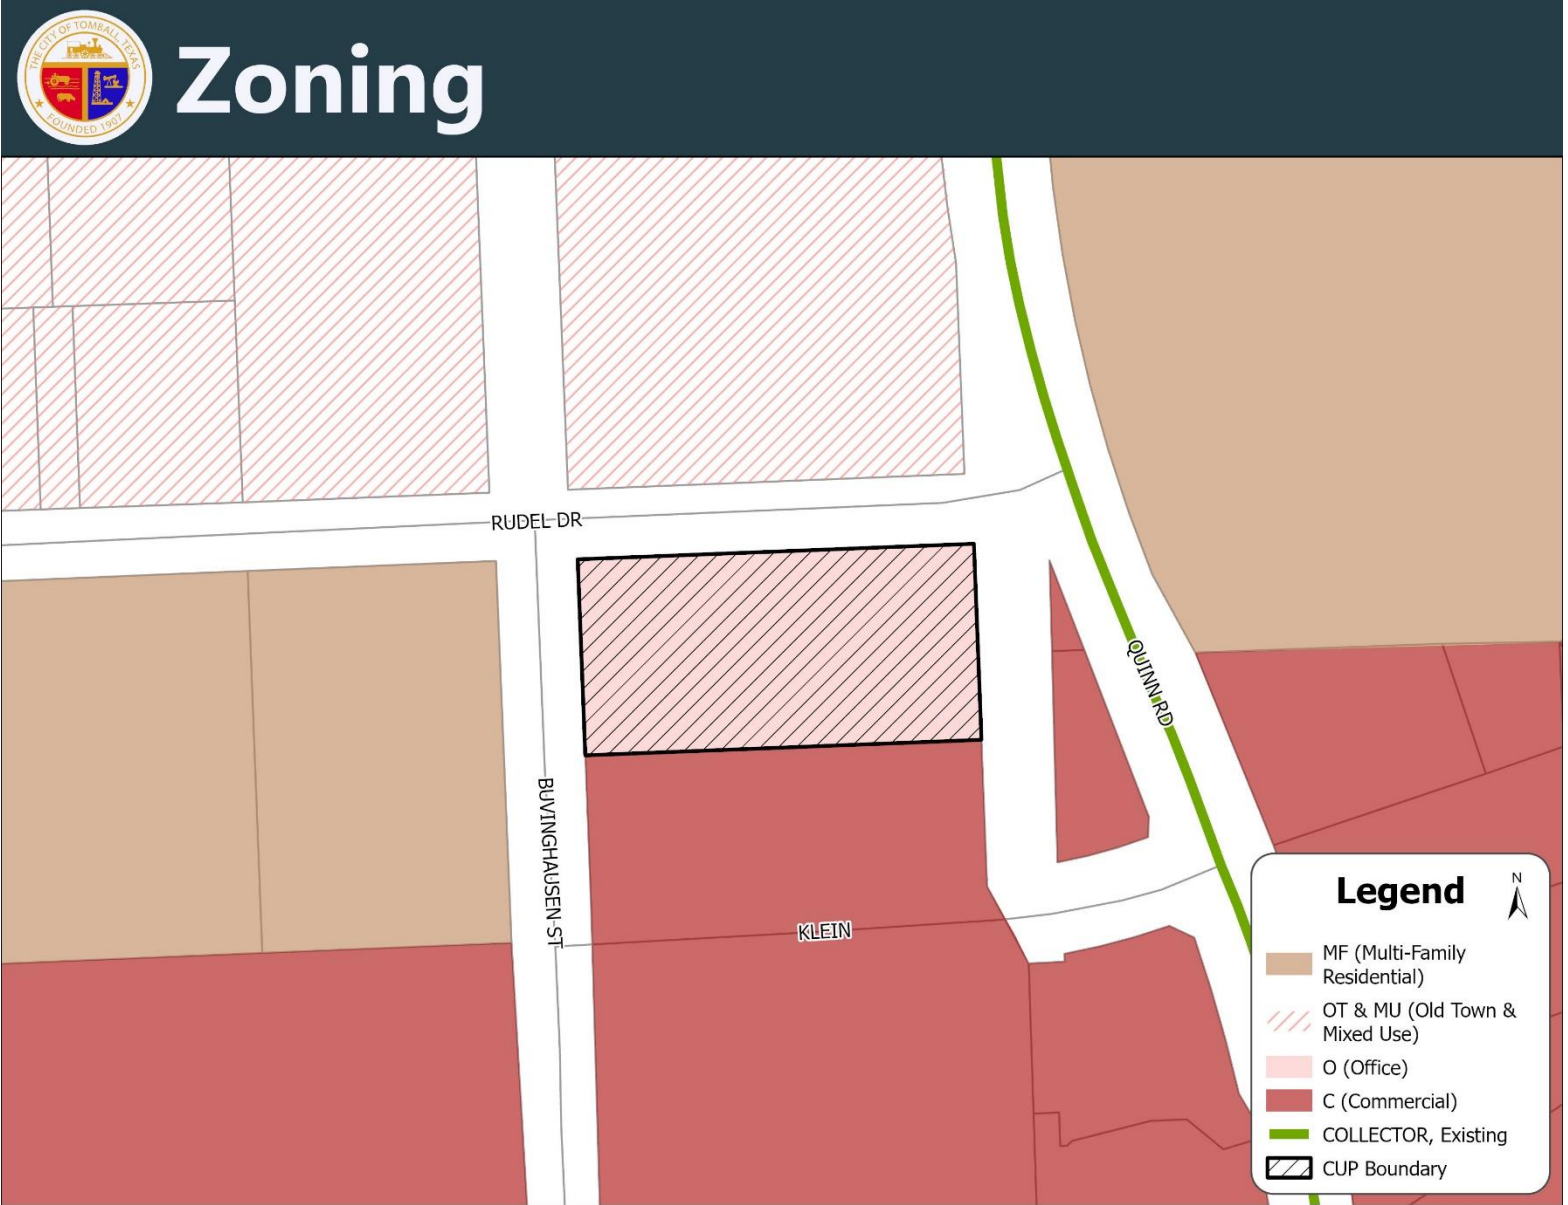 THE CITY OF TOMBALL, TEXAS
FOUNDED 1907
Zoning
RUDEL DR
QUINN RD
BUVINGHAUSEN ST
KLEIN
Legend
N
MF (Multi-Family
Residential)
OT & MU (Old Town &
Mixed Use)
O (Office)
C (Commercial)
COLLECTOR, Existing
CUP Boundary